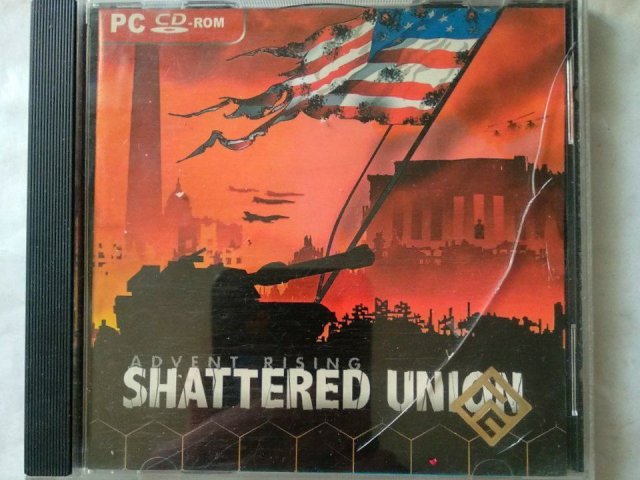 PC CD-ROM
ADVENT RISING
SHATTERED UNION